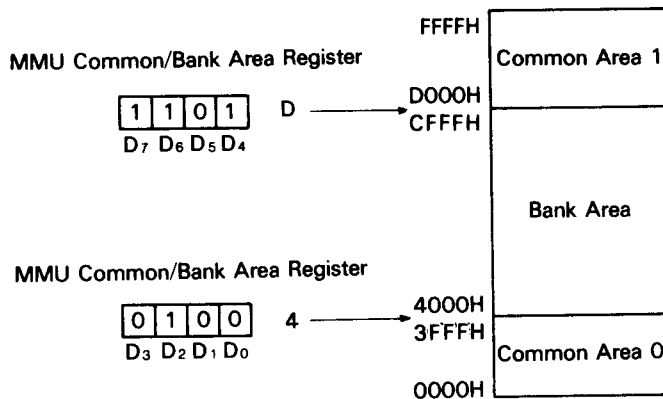 FFFFH
Common Area 1
MMU Common/Bank Area Register
1 1 0 1 D
D000H
CFFFH
D7 D6 D5 D4
Bank Area
MMU Common/Bank Area Register
0 1 0 0 4
4000H
3FFFH
D3 D2 D1 D0
Common Area 0
0000H